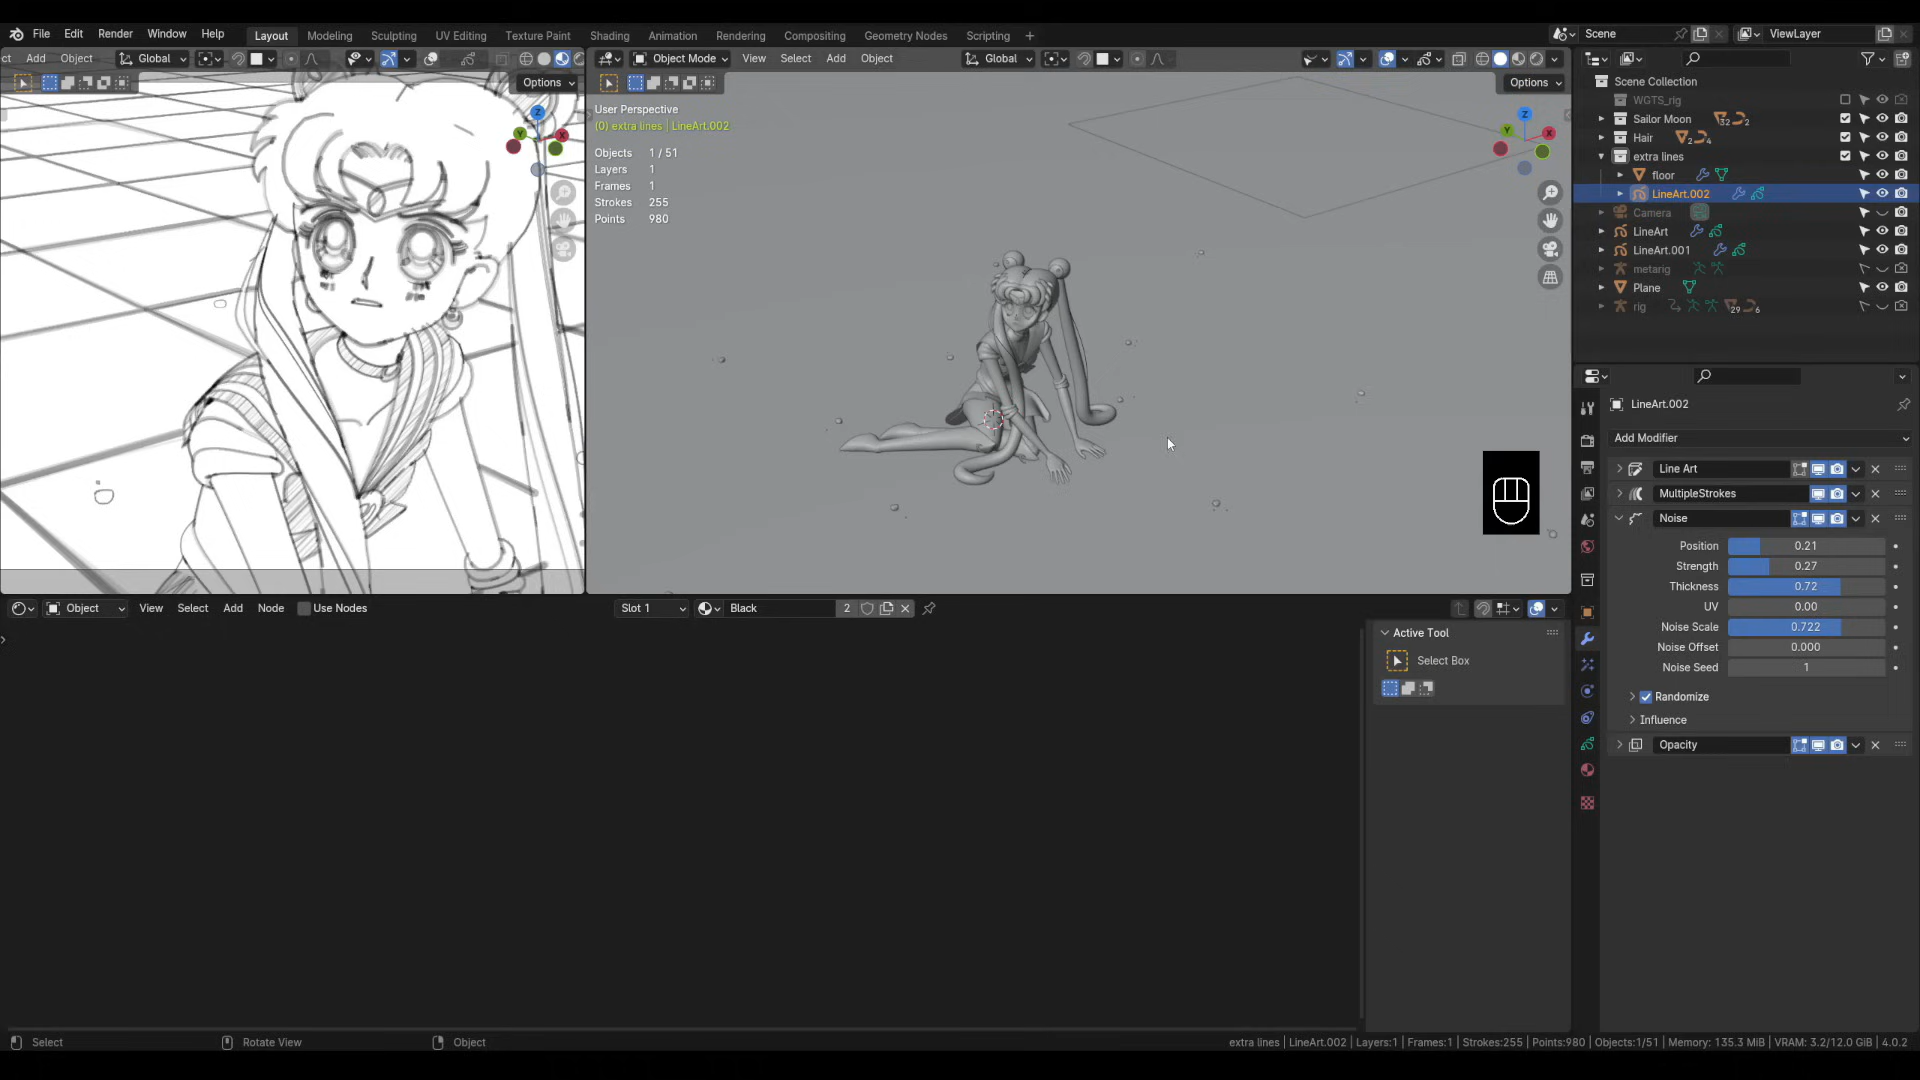 File Edit Render Window Help Layout Modeling Sculpting UV Editing Texture Paint Shading Animation Rendering Compositing Geometry Nodes Scripting + Scene ViewLayer
Add Object Global Object Mode View Select Add Object Global
Options Options
User Perspective
(0) extra lines | LineArt.002
Objects 1 / 51
Layers 1
Frames 1
Strokes 255
Points 980
Z Y X
Z Y X
Scene Collection
WGTS_rig
Sailor Moon 32 2
Hair 2 4
extra lines
floor
LineArt.002
Camera
LineArt
LineArt.001
metarig
Plane
rig 29 6
LineArt.002
Add Modifier
Line Art
MultipleStrokes
Noise
Position 0.21
Strength 0.27
Thickness 0.72
UV 0.00
Noise Scale 0.722
Noise Offset 0.000
Noise Seed 1
Randomize
Influence
Opacity
Object View Select Add Node Use Nodes Slot 1 Black 2
Active Tool
Select Box
Select Rotate View Object extra lines | LineArt.002 | Layers:1 | Frames:1 | Strokes:255 | Points:980 | Objects:1/51 | Memory: 135.3 MiB | VRAM: 3.2/12.0 GiB | 4.0.2